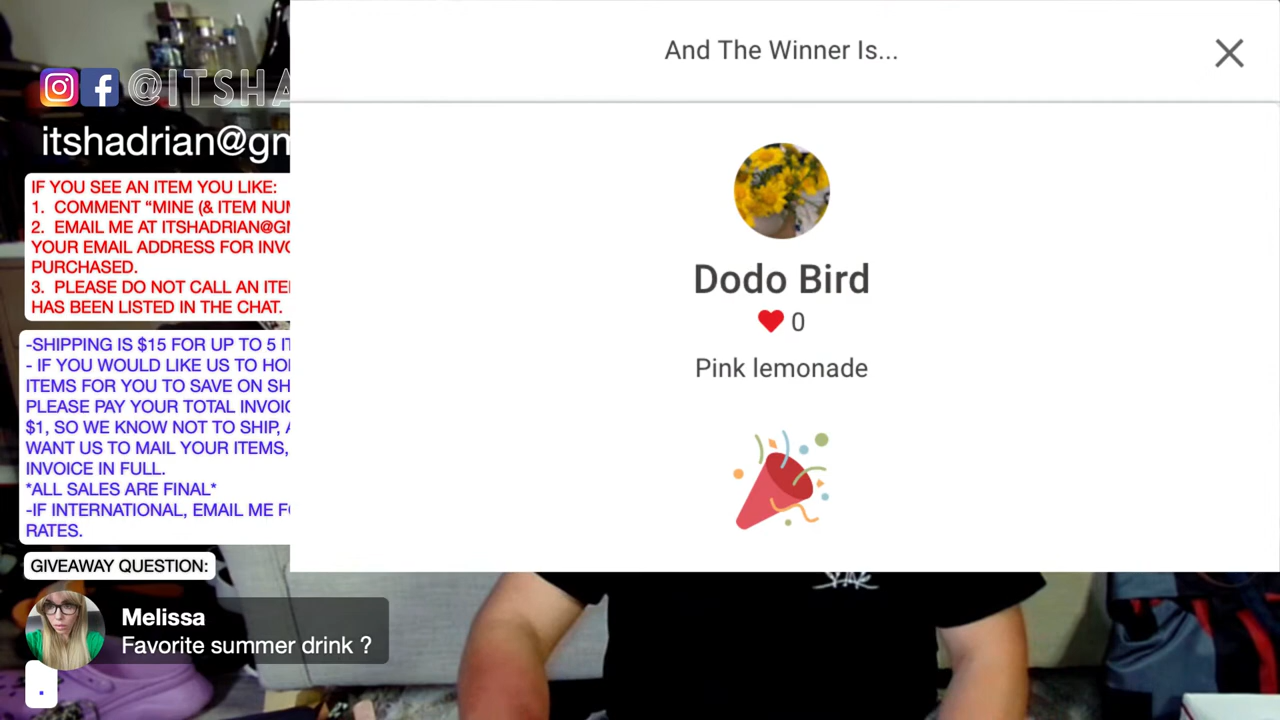 And The Winner Is...
@ITSHA
itshadrian@gm
IF YOU SEE AN ITEM YOU LIKE:
1. COMMENT “MINE (& ITEM NUM
2. EMAIL ME AT ITSHADRIAN@GM
YOUR EMAIL ADDRESS FOR INVO
PURCHASED.
3. PLEASE DO NOT CALL AN ITE
HAS BEEN LISTED IN THE CHAT.
-SHIPPING IS $15 FOR UP TO 5 IT
- IF YOU WOULD LIKE US TO HOL
ITEMS FOR YOU TO SAVE ON SH
PLEASE PAY YOUR TOTAL INVOIC
$1, SO WE KNOW NOT TO SHIP, A
WANT US TO MAIL YOUR ITEMS,
INVOICE IN FULL.
*ALL SALES ARE FINAL*
-IF INTERNATIONAL, EMAIL ME FO
RATES.
GIVEAWAY QUESTION:
Melissa
Favorite summer drink ?
.
Dodo Bird
0
Pink lemonade